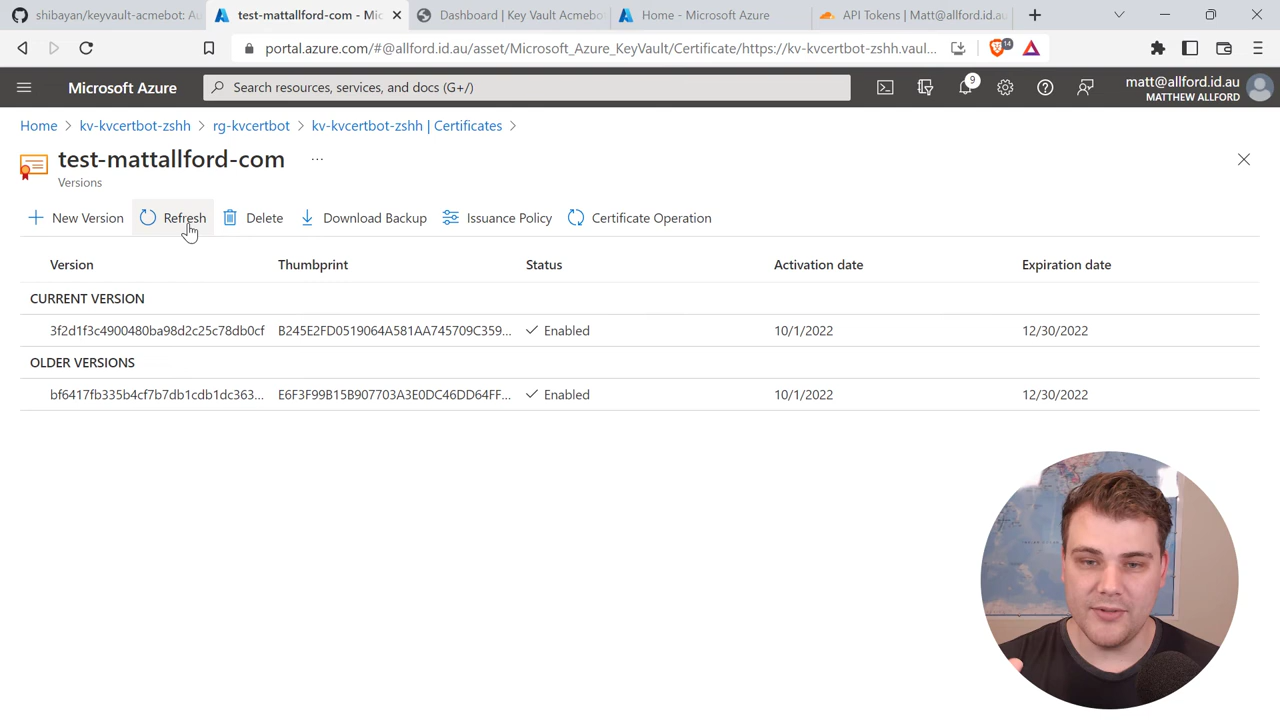 shibayan/keyvault-acmebot: Au
test-mattallford-com - Mic
Dashboard | Key Vault Acmebot
Home - Microsoft Azure
API Tokens | Matt@allford.id.au
portal.azure.com/#@allford.id.au/asset/Microsoft_Azure_KeyVault/Certificate/https://kv-kvcertbot-zshh.vaul...
14
Microsoft Azure
Search resources, services, and docs (G+/)
9
matt@allford.id.au
MATTHEW ALLFORD
Home > kv-kvcertbot-zshh > rg-kvcertbot > kv-kvcertbot-zshh | Certificates >
test-mattallford-com ...
Versions
New Version Refresh Delete Download Backup Issuance Policy Certificate Operation
Version Thumbprint Status Activation date Expiration date
CURRENT VERSION
3f2d1f3c4900480ba98d2c25c78db0cf B245E2FD0519064A581AA745709C359... Enabled 10/1/2022 12/30/2022
OLDER VERSIONS
bf6417fb335b4cf7b7db1cdb1dc363... E6F3F99B15B907703A3E0DC46DD64FF... Enabled 10/1/2022 12/30/2022